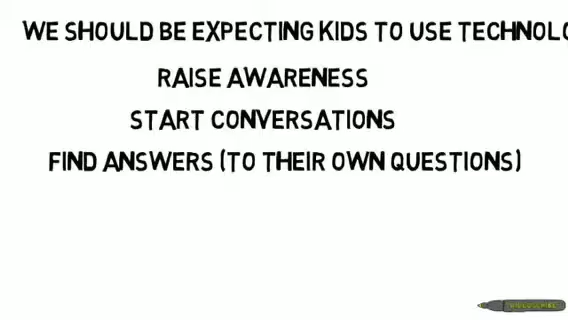 WE SHOULD BE EXPECTING KIDS TO USE TECHNOLO
RAISE AWARENESS
START CONVERSATIONS
FIND ANSWERS (TO THEIR OWN QUESTIONS)